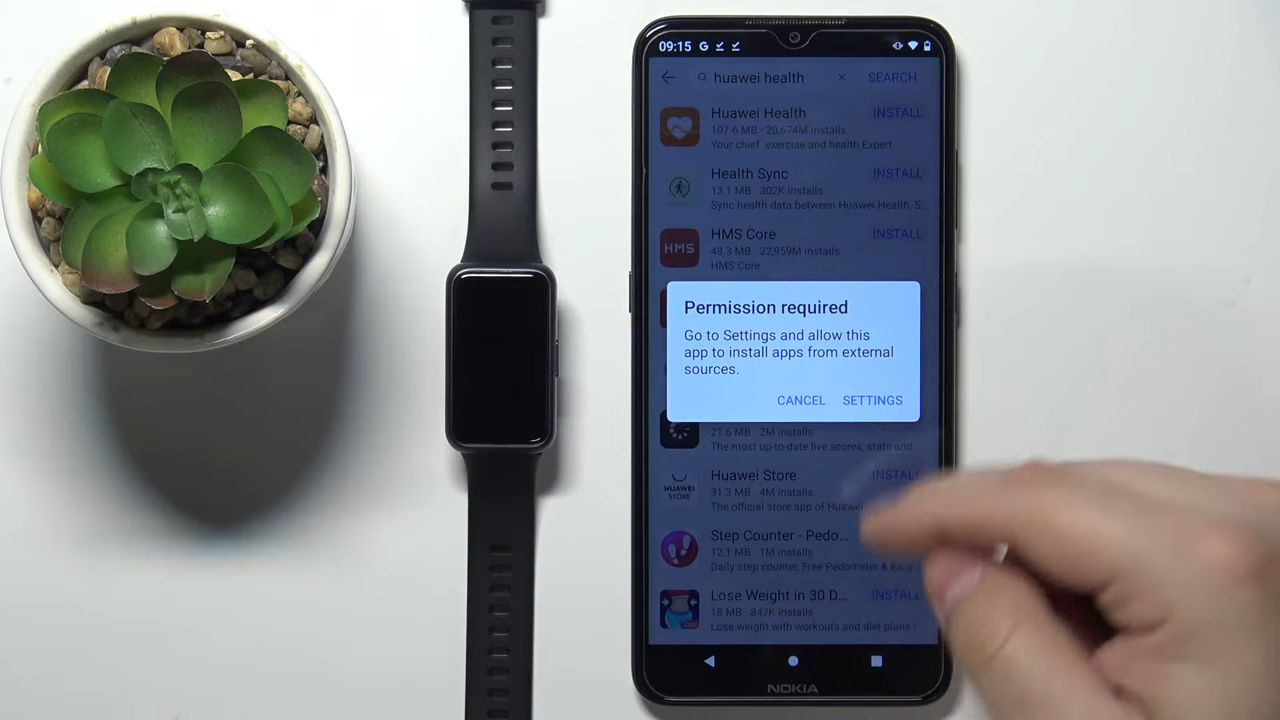 09:15 G
huawei health × SEARCH
Huawei Health INSTALL
107.6 MB · 20,674M installs
Your chief exercise and health Expert
Health Sync INSTALL
13.1 MB · 302K installs
Sync health data between Huawei Health, S...
HMS
HMS Core INSTALL
48.3 MB · 22,959M installs
HMS Core
Permission required
Go to Settings and allow this
app to install apps from external
sources.
CANCEL SETTINGS
21.6 MB · 2M installs
The most up-to-date live scores, stats and...
HUAWEI
STORE
Huawei Store INSTALL
31.3 MB · 4M installs
The official store app of Huawei
Step Counter - Pedo...
12.1 MB · 1M installs
Daily step counter, Free Pedometer & Easy
Lose Weight in 30 D... INSTALL
18 MB · 847K installs
Lose weight with workouts and diet plans i
NOKIA